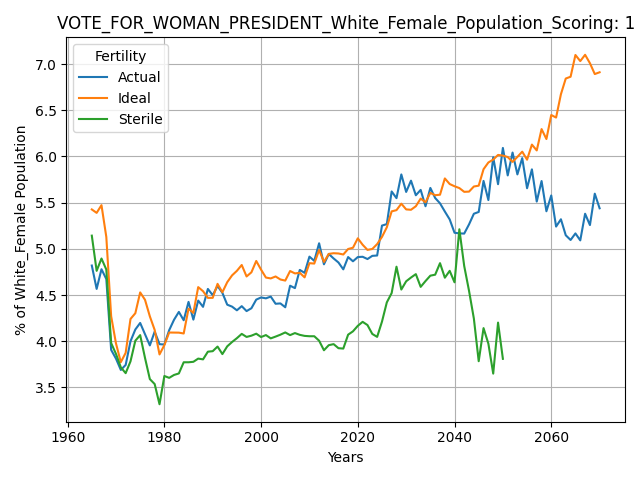 VOTE_FOR_WOMAN_PRESIDENT_White_Female_Population_Scoring: 1
Fertility
Actual
Ideal
Sterile
% of White_Female Population
7.0
6.5
6.0
5.5
5.0
4.5
4.0
3.5
1960 1980 2000 2020 2040 2060
Years